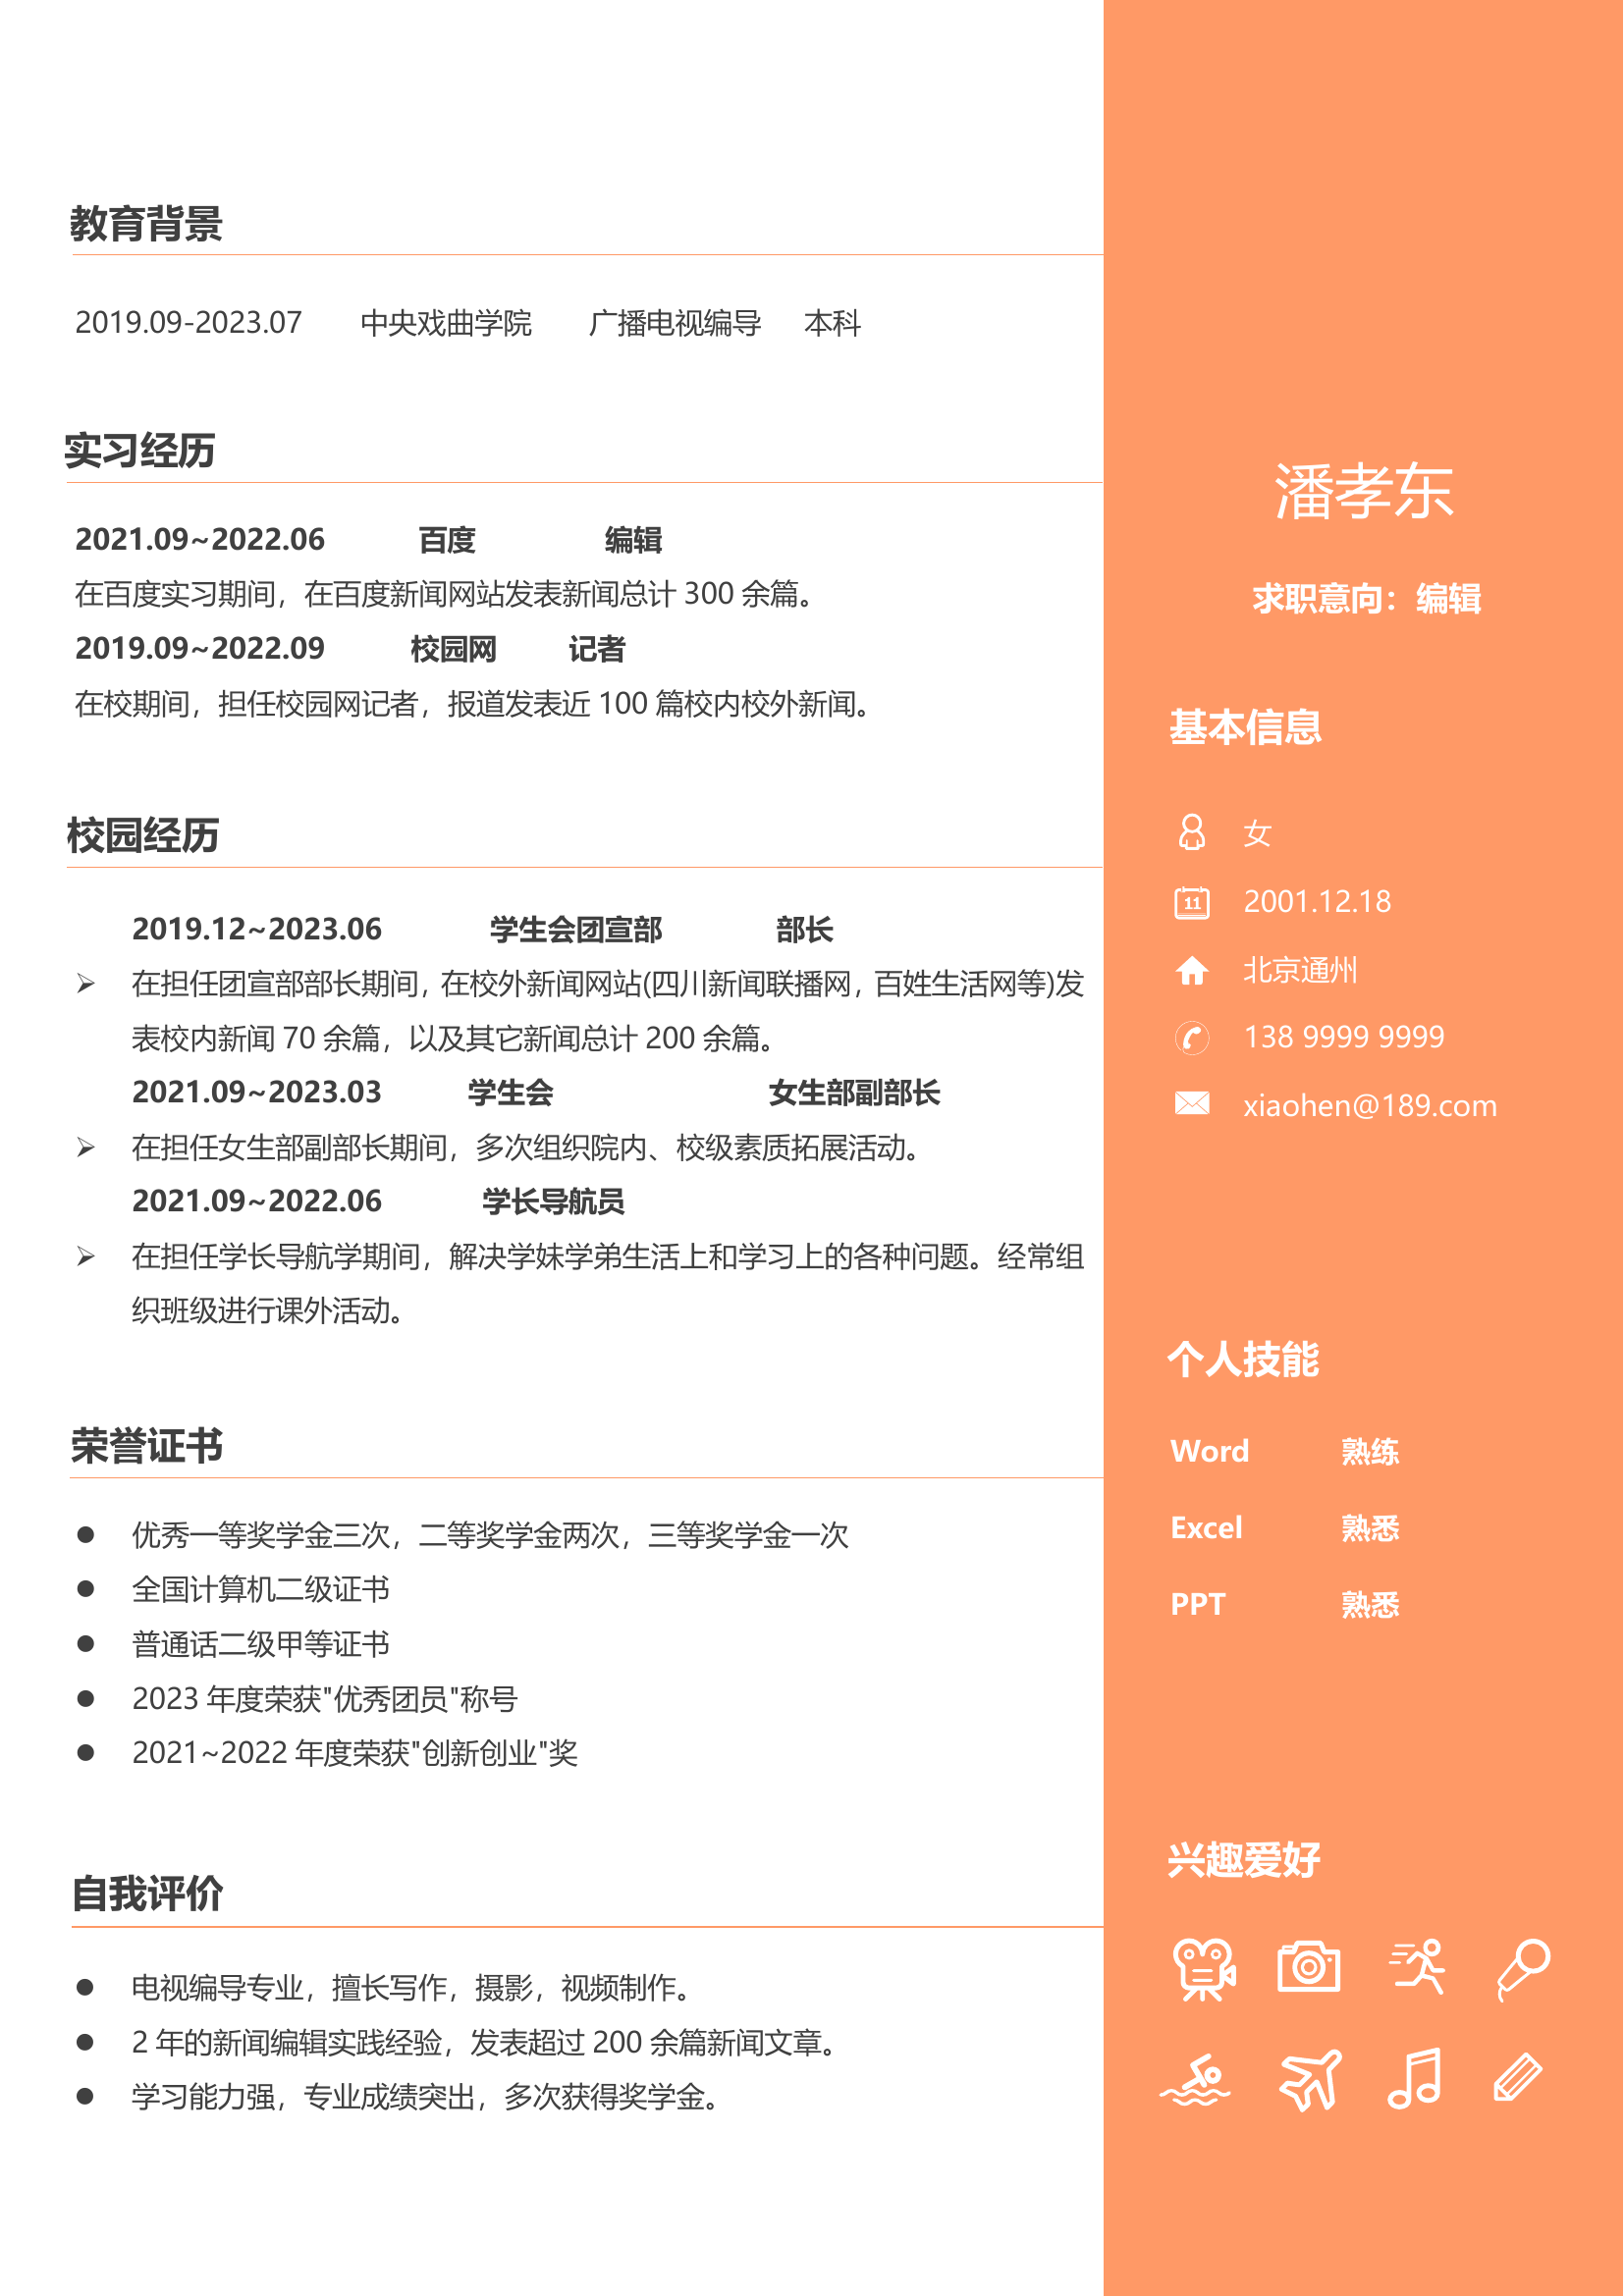 教育背景
2019.09-2023.07 中央戏曲学院 广播电视编导 本科
实习经历
2021.09~2022.06 百度 编辑
在百度实习期间，在百度新闻网站发表新闻总计 300 余篇。
2019.09~2022.09 校园网 记者
在校期间，担任校园网记者，报道发表近 100 篇校内校外新闻。
校园经历
2019.12~2023.06 学生会团宣部 部长
➢ 在担任团宣部部长期间，在校外新闻网站(四川新闻联播网，百姓生活网等)发
表校内新闻 70 余篇，以及其它新闻总计 200 余篇。
2021.09~2023.03 学生会 女生部副部长
➢ 在担任女生部副部长期间，多次组织院内、校级素质拓展活动。
2021.09~2022.06 学长导航员
➢ 在担任学长导航学期间，解决学妹学弟生活上和学习上的各种问题。经常组
织班级进行课外活动。
荣誉证书
● 优秀一等奖学金三次，二等奖学金两次，三等奖学金一次
● 全国计算机二级证书
● 普通话二级甲等证书
● 2023 年度荣获"优秀团员"称号
● 2021~2022 年度荣获"创新创业"奖
自我评价
● 电视编导专业，擅长写作，摄影，视频制作。
● 2 年的新闻编辑实践经验，发表超过 200 余篇新闻文章。
● 学习能力强，专业成绩突出，多次获得奖学金。
潘孝东
求职意向：编辑
基本信息
女
11 2001.12.18
北京通州
138 9999 9999
xiaohen@189.com
个人技能
Word 熟练
Excel 熟悉
PPT 熟悉
兴趣爱好